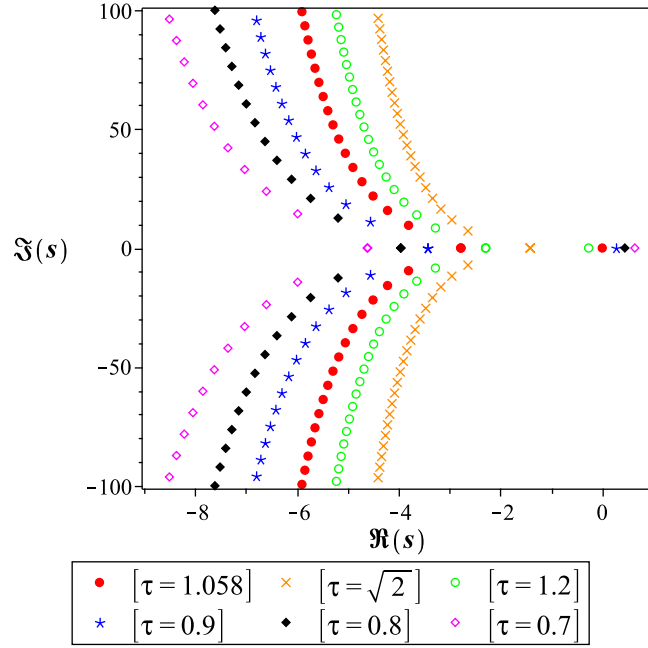 100
50
ℑ(s)
0
−50
−100
−8
−6
−4
−2
0
ℜ(s)
[τ = 1.058]
[τ = √2]
[τ = 1.2]
[τ = 0.9]
[τ = 0.8]
[τ = 0.7]